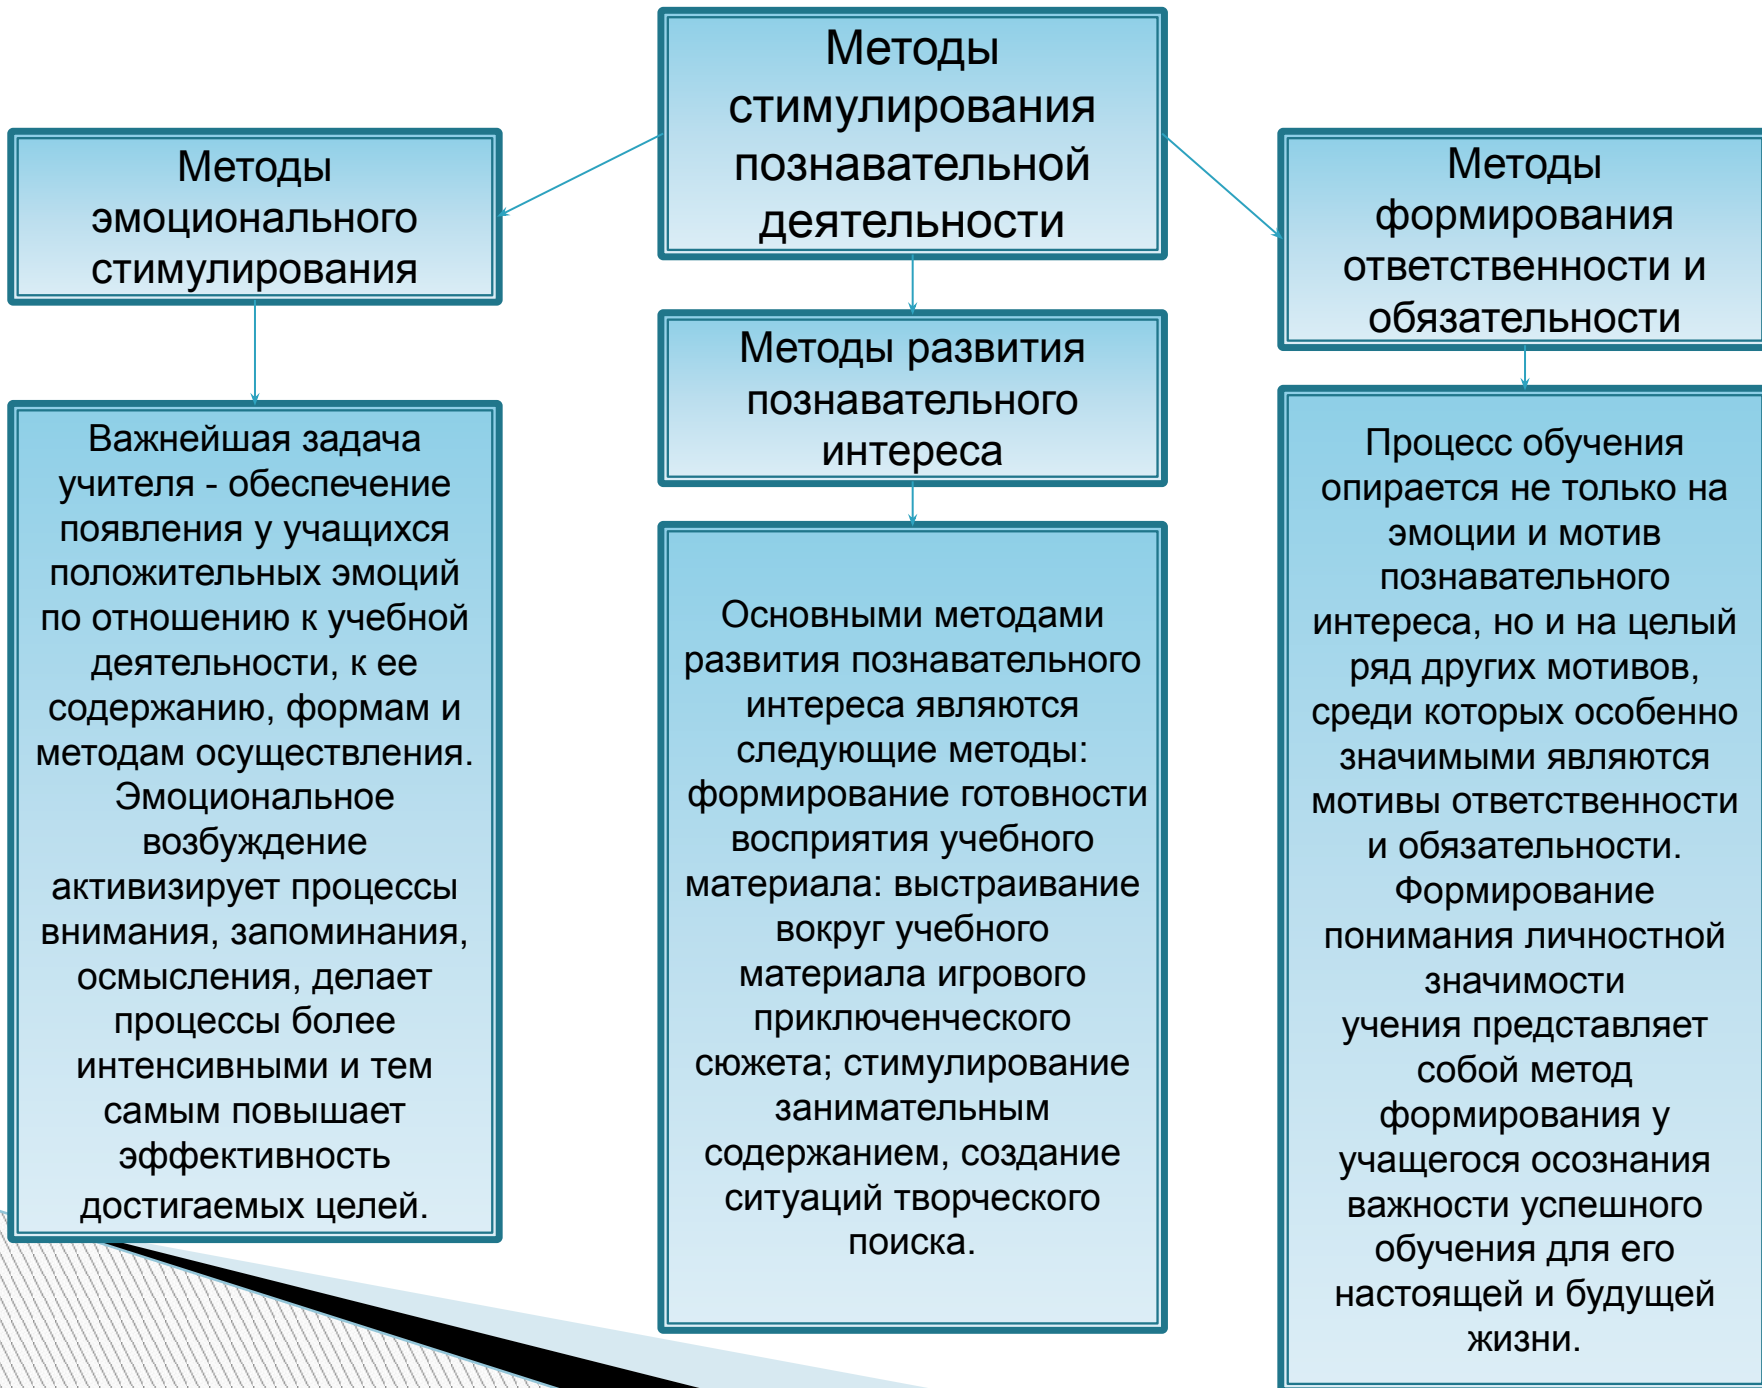 Методы
стимулирования
познавательной
деятельности
Методы
эмоционального
стимулирования
Методы
формирования
ответственности и
обязательности
Методы развития
познавательного
интереса
Важнейшая задача
учителя - обеспечение
появления у учащихся
положительных эмоций
по отношению к учебной
деятельности, к ее
содержанию, формам и
методам осуществления.
Эмоциональное
возбуждение
активизирует процессы
внимания, запоминания,
осмысления, делает
процессы более
интенсивными и тем
самым повышает
эффективность
достигаемых целей.
Основными методами
развития познавательного
интереса являются
следующие методы:
формирование готовности
восприятия учебного
материала: выстраивание
вокруг учебного
материала игрового
приключенческого
сюжета; стимулирование
занимательным
содержанием, создание
ситуаций творческого
поиска.
Процесс обучения
опирается не только на
эмоции и мотив
познавательного
интереса, но и на целый
ряд других мотивов,
среди которых особенно
значимыми являются
мотивы ответственности
и обязательности.
Формирование
понимания личностной
значимости
учения представляет
собой метод
формирования у
учащегося осознания
важности успешного
обучения для его
настоящей и будущей
жизни.